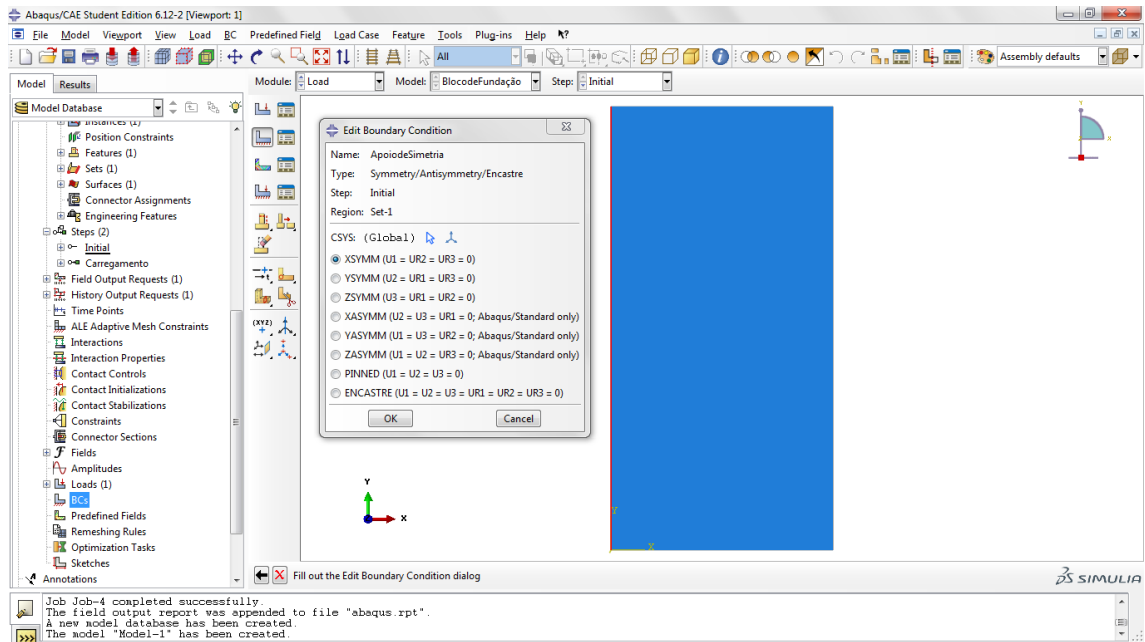 Abaqus/CAE Student Edition 6.12-2 [Viewport: 1]
File Model Viewport View Load BC Predefined Field Load Case Feature Tools Plug-ins Help
All
Assembly defaults
Model Results
Module: Load Model: BlocodeFundação Step: Initial
Model Database
Instances (1)
Position Constraints
Features (1)
Sets (1)
Surfaces (1)
Connector Assignments
Engineering Features
Steps (2)
Initial
Carregamento
Field Output Requests (1)
History Output Requests (1)
Time Points
ALE Adaptive Mesh Constraints
Interactions
Interaction Properties
Contact Controls
Contact Initializations
Contact Stabilizations
Constraints
Connector Sections
Fields
Amplitudes
Loads (1)
BCs
Predefined Fields
Remeshing Rules
Optimization Tasks
Sketches
Annotations
(XYZ)
Edit Boundary Condition
Name: ApoiodeSimetria
Type: Symmetry/Antisymmetry/Encastre
Step: Initial
Region: Set-1
CSYS: (Global)
XSYMM (U1 = UR2 = UR3 = 0)
YSYMM (U2 = UR1 = UR3 = 0)
ZSYMM (U3 = UR1 = UR2 = 0)
XASYMM (U2 = U3 = UR1 = 0; Abaqus/Standard only)
YASYMM (U1 = U3 = UR2 = 0; Abaqus/Standard only)
ZASYMM (U1 = U2 = UR3 = 0; Abaqus/Standard only)
PINNED (U1 = U2 = U3 = 0)
ENCASTRE (U1 = U2 = U3 = UR1 = UR2 = UR3 = 0)
OK Cancel
Y
X
Y
X
Y
X
Fill out the Edit Boundary Condition dialog
SIMULIA
Job Job-4 completed successfully.
The field output report was appended to file "abaqus.rpt".
A new model database has been created.
The model "Model-1" has been created.